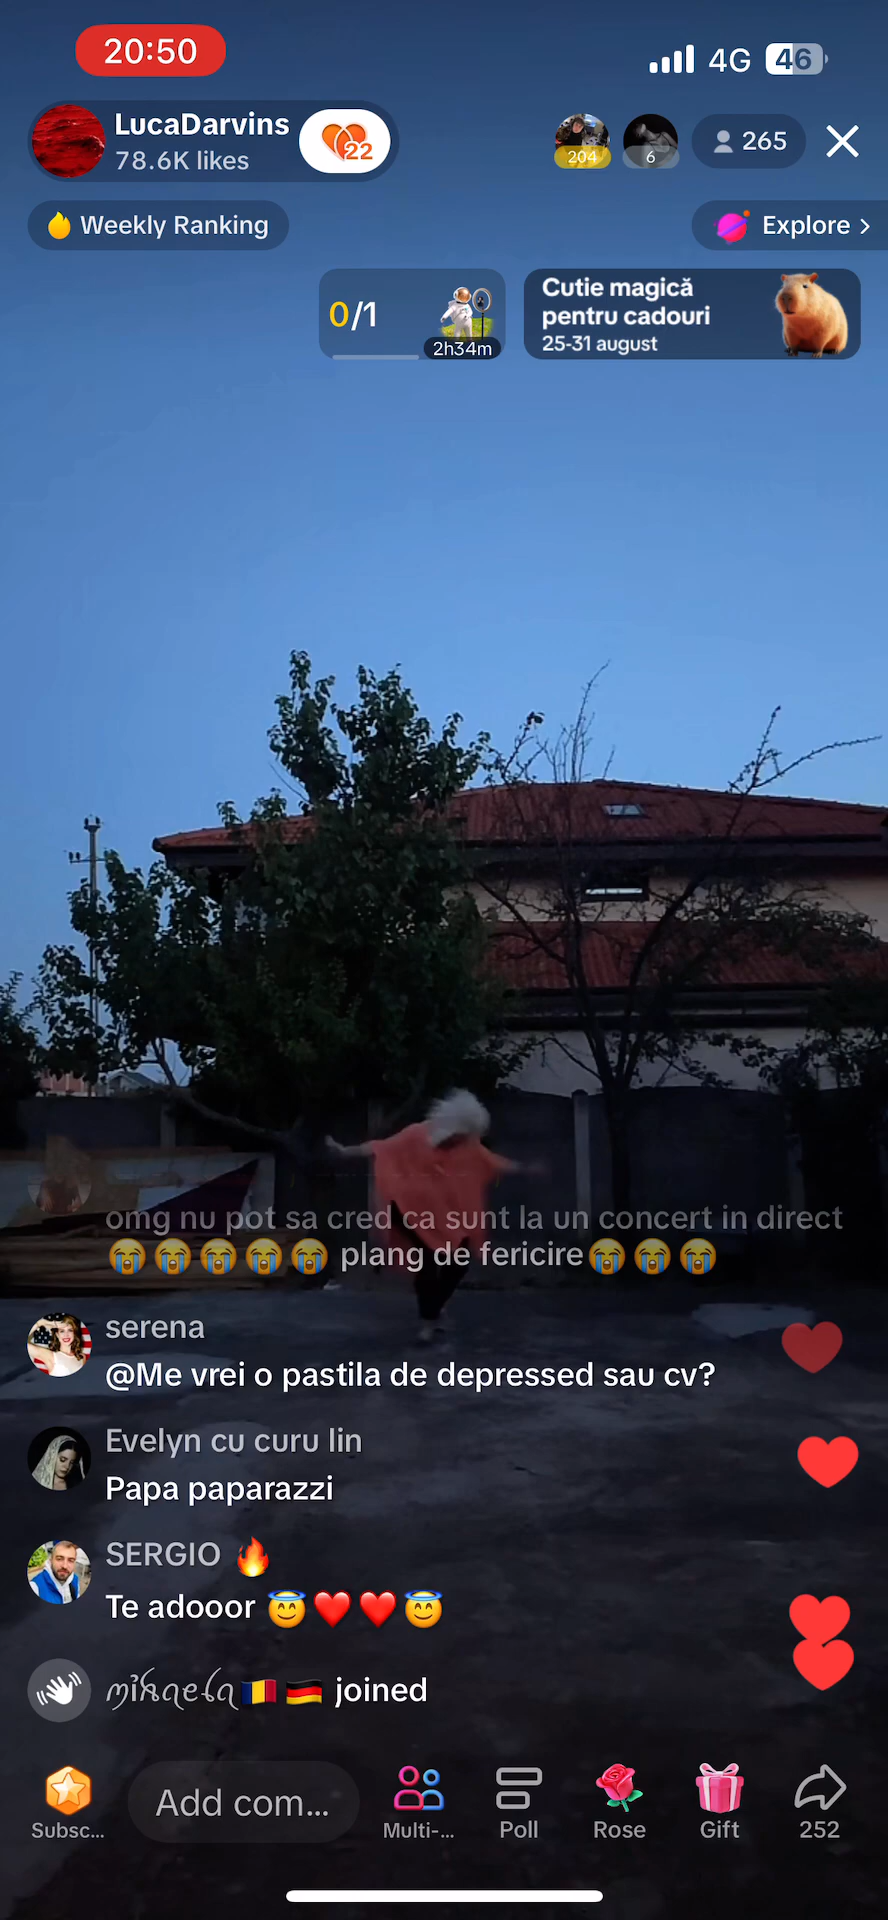 20:50
4G 46
LucaDarvins
78.6K likes
22
204
6
265
Weekly Ranking
Explore >
0/1
2h34m
Cutie magică
pentru cadouri
25-31 august
omg nu pot sa cred ca sunt la un concert in direct
😭😭😭😭😭 plang de fericire😭😭😭
serena
@Me vrei o pastila de depressed sau cv?
Evelyn cu curu lin
Papa paparazzi
SERGIO 🔥
Te adooor 😇❤️❤️😇
joined
Subsc...
Add com...
Multi-...
Poll
Rose
Gift
252